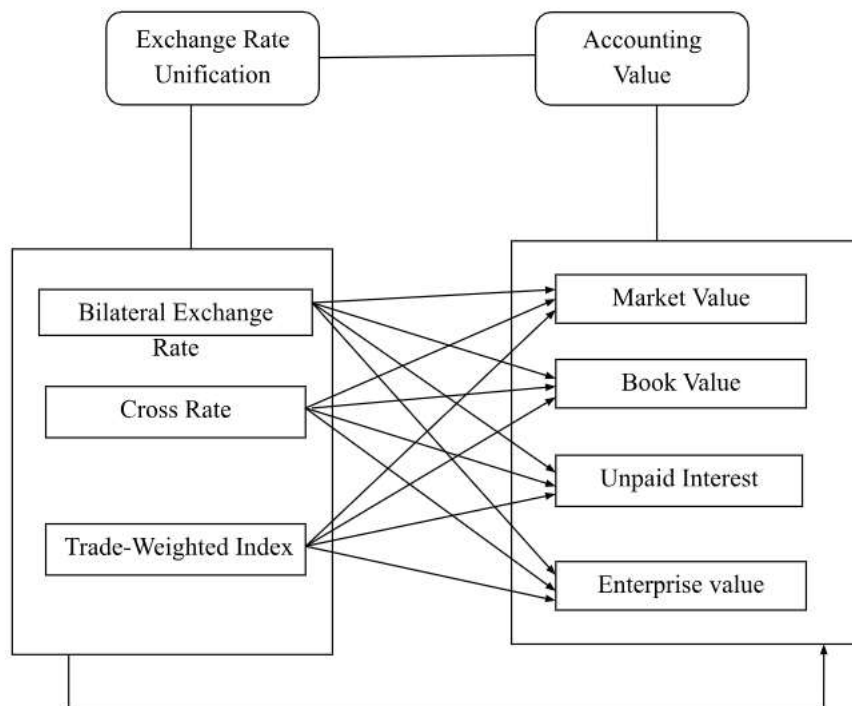 Exchange Rate
Unification
Accounting
Value
Bilateral Exchange
Rate
Cross Rate
Trade-Weighted Index
Market Value
Book Value
Unpaid Interest
Enterprise value